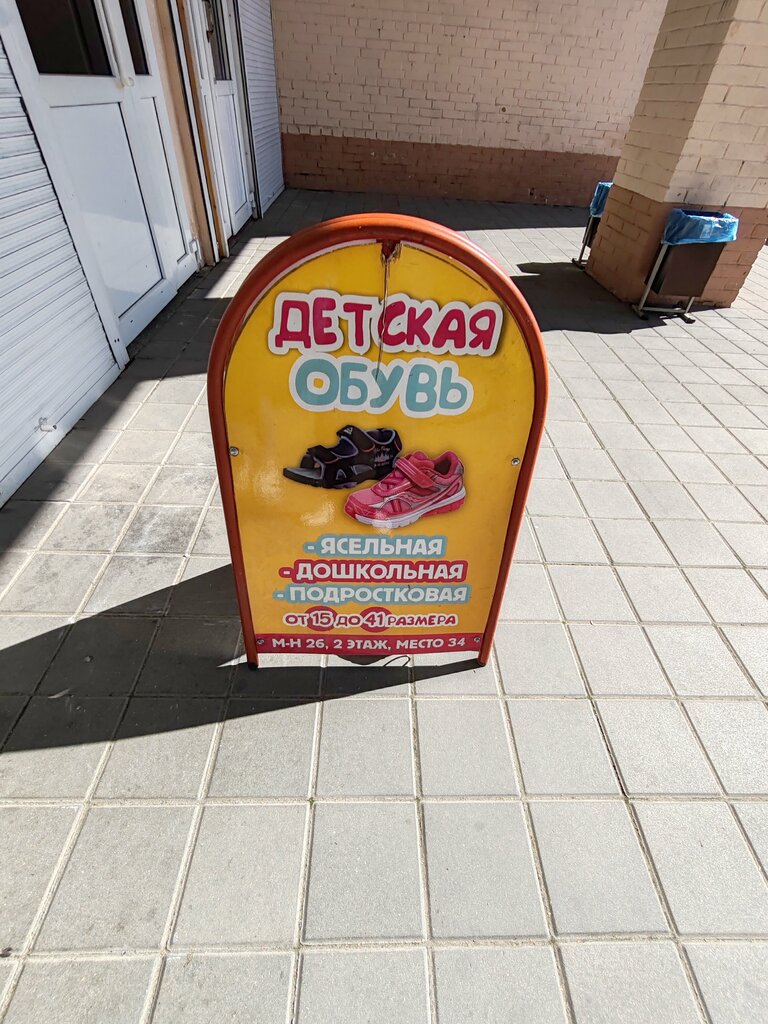 ДЕТСКАЯ
ОБУВЬ
- ЯСЕЛЬНАЯ
- ДОШКОЛЬНАЯ
- ПОДРОСТКОВАЯ
ОТ 15 ДО 41 РАЗМЕРА
М-Н 26, 2 ЭТАЖ, МЕСТО 34